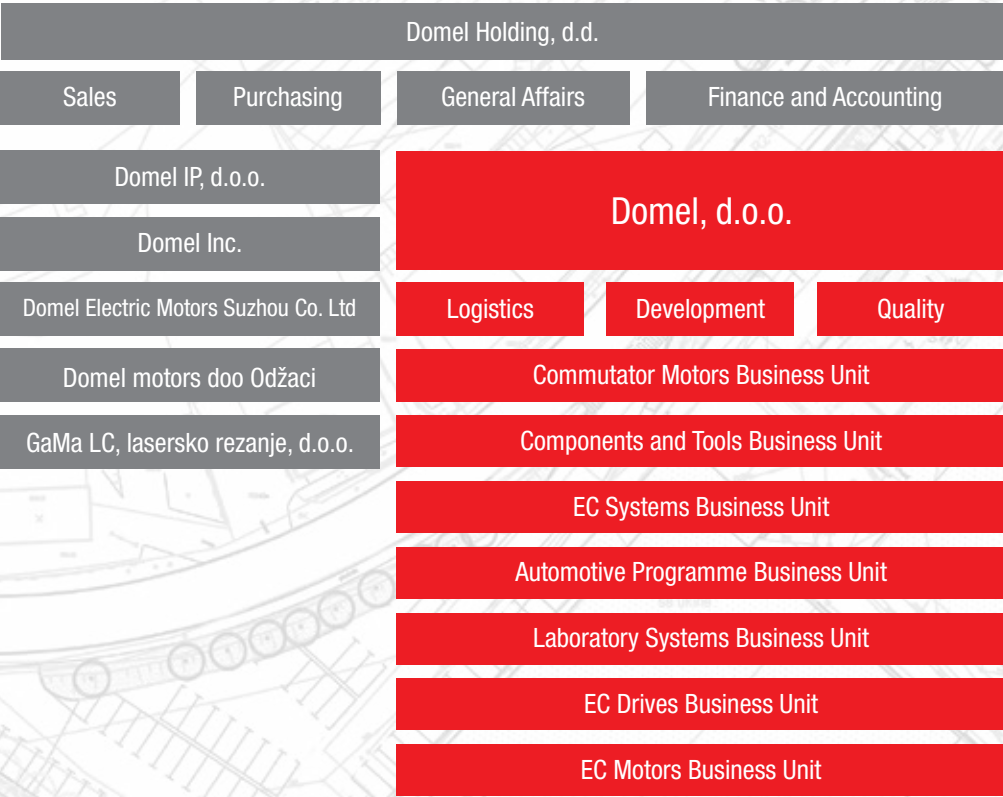 Domel Holding, d.d.
Sales
Purchasing
General Affairs
Finance and Accounting
Domel IP, d.o.o.
Domel Inc.
Domel Electric Motors Suzhou Co. Ltd
Domel motors doo Odžaci
GaMa LC, lasersko rezanje, d.o.o.
Domel, d.o.o.
Logistics
Development
Quality
Commutator Motors Business Unit
Components and Tools Business Unit
EC Systems Business Unit
Automotive Programme Business Unit
Laboratory Systems Business Unit
EC Drives Business Unit
EC Motors Business Unit